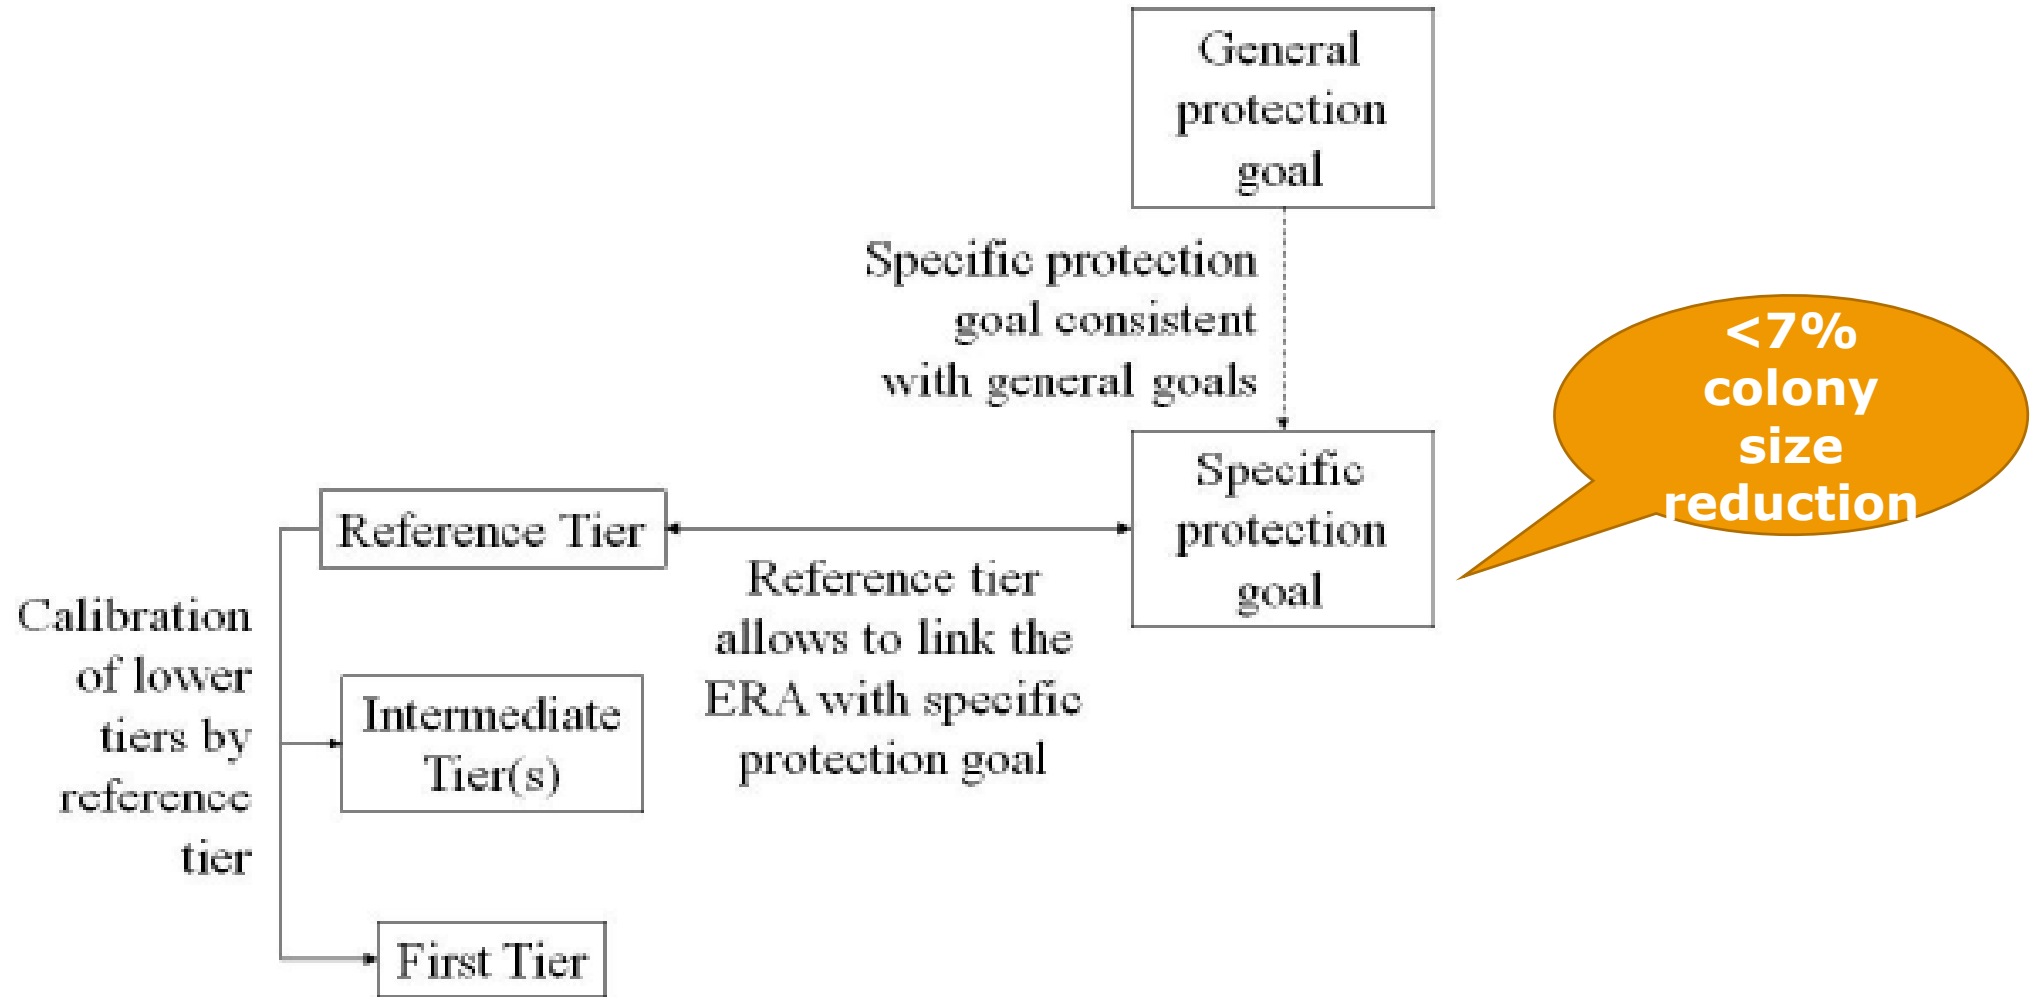 General
protection
goal
Specific protection
goal consistent
with general goals
<7%
colony
size
reduction
Specific
protection
goal
Reference Tier
Reference tier
allows to link the
ERA with specific
protection goal
Calibration
of lower
tiers by
reference
tier
Intermediate
Tier(s)
First Tier